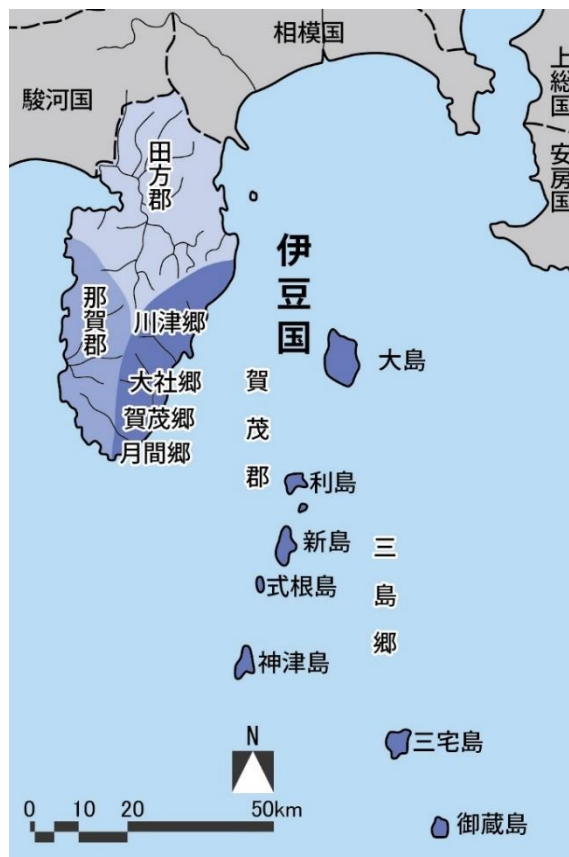 相模国
駿河国
上総国
安房国
田方郡
伊豆国
那賀郡
川津郷
大島
大社郷
賀茂郡
賀茂郷
月間郷
利島
新島
三島郷
式根島
神津島
三宅島
御蔵島
N
0 10 20 50km